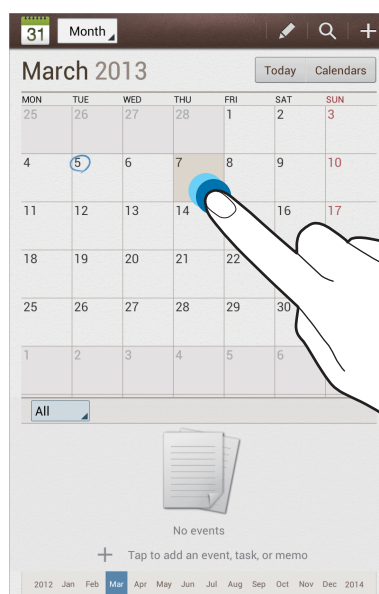 31 Month
March 2013 Today Calendars
MON TUE WED THU FRI SAT SUN
25 26 27 28 1 2 3
4 5 6 7 8 9 10
11 12 13 14 16 17
18 19 20 21 22
25 26 27 28 29 30
1 2 3 4 5 6
All
No events
Tap to add an event, task, or memo
2012 Jan Feb Mar Apr May Jun Jul Aug Sep Oct Nov Dec 2014